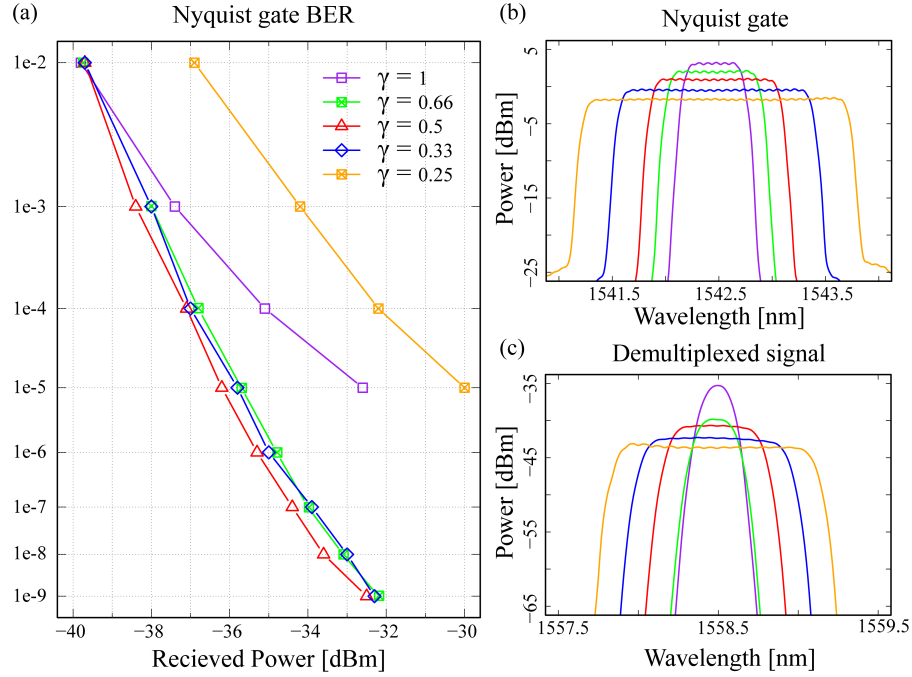 (a) Nyquist gate BER
1e-2
1e-3
1e-4
1e-5
1e-6
1e-7
1e-8
1e-9
γ = 1
γ = 0.66
γ = 0.5
γ = 0.33
γ = 0.25
−40 −38 −36 −34 −32 −30
Recieved Power [dBm]
(b) Nyquist gate
Power [dBm]
5
−5
−15
−25
1541.5 1542.5 1543.5
Wavelength [nm]
(c) Demultiplexed signal
Power [dBm]
−35
−45
−55
−65
1557.5 1558.5 1559.5
Wavelength [nm]